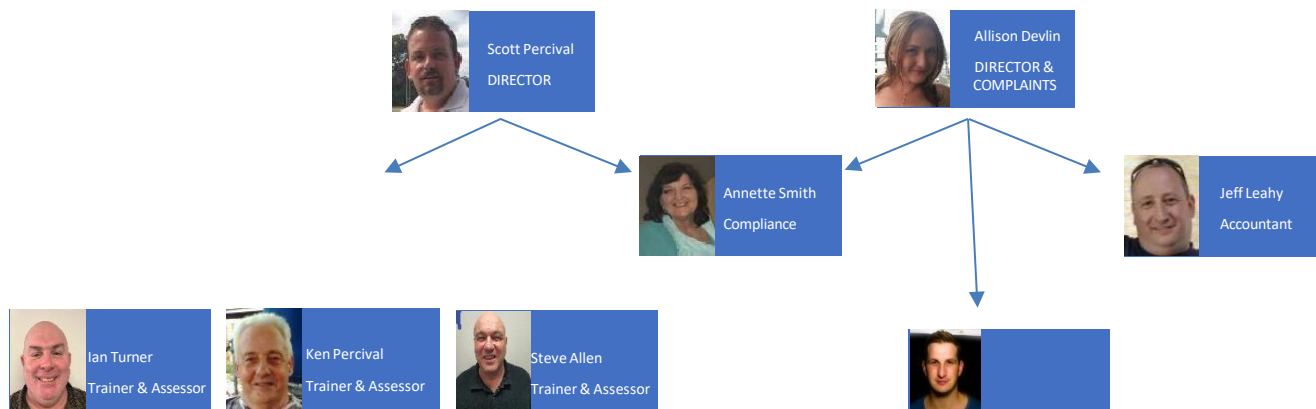 Scott Percival
DIRECTOR
Allison Devlin
DIRECTOR &
COMPLAINTS
Annette Smith
Compliance
Jeff Leahy
Accountant
Ian Turner
Trainer & Assessor
Ken Percival
Trainer & Assessor
Steve Allen
Trainer & Assessor